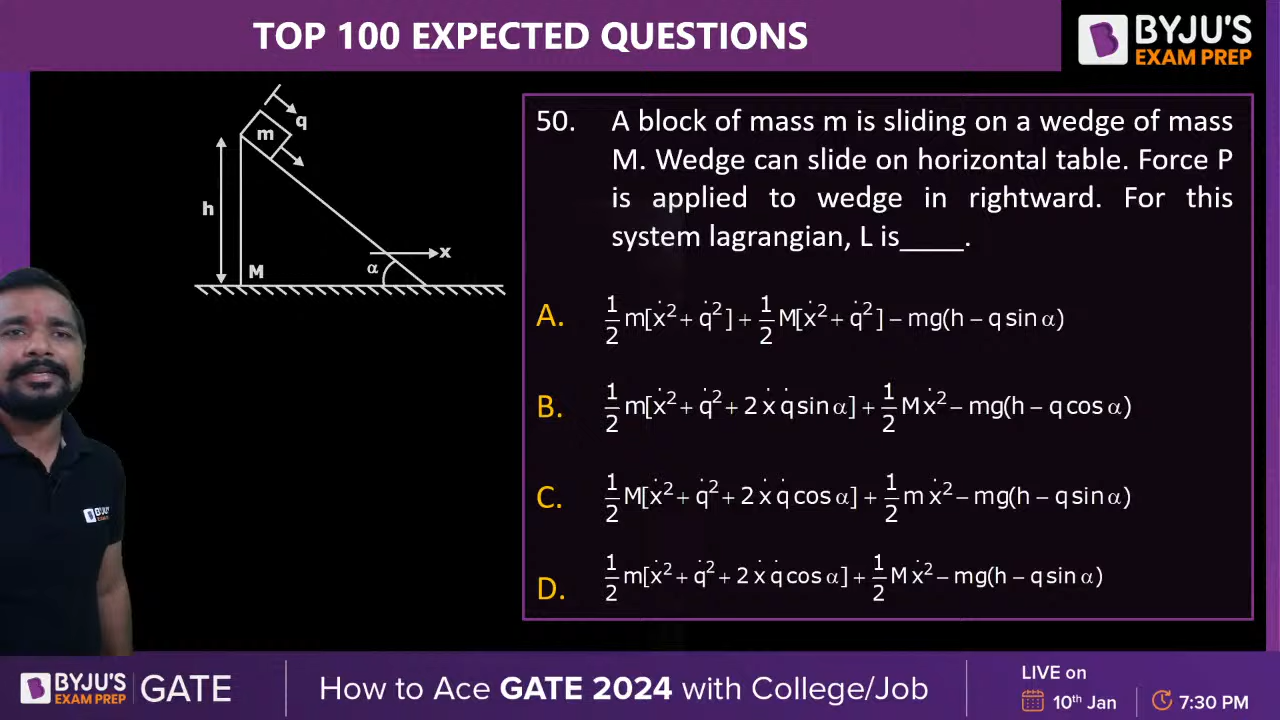 TOP 100 EXPECTED QUESTIONS
BYJU'S
EXAM PREP
q
m
h
x
α
M
50. A block of mass m is sliding on a wedge of mass
M. Wedge can slide on horizontal table. Force P
is applied to wedge in rightward. For this
system lagrangian, L is____.
A. 1/2 m[ẋ² + q̇²] + 1/2 M[ẋ² + q̇²] – mg(h – q sin α)
B. 1/2 m[ẋ² + q̇² + 2 ẋ q̇ sin α] + 1/2 M ẋ² – mg(h – q cos α)
C. 1/2 M[ẋ² + q̇² + 2 ẋ q̇ cos α] + 1/2 m ẋ² – mg(h – q sin α)
D. 1/2 m[ẋ² + q̇² + 2 ẋ q̇ cos α] + 1/2 M ẋ² – mg(h – q sin α)
BYJU'S
BYJU'S
EXAM PREP
GATE
How to Ace GATE 2024 with College/Job
LIVE on
10th Jan
7:30 PM